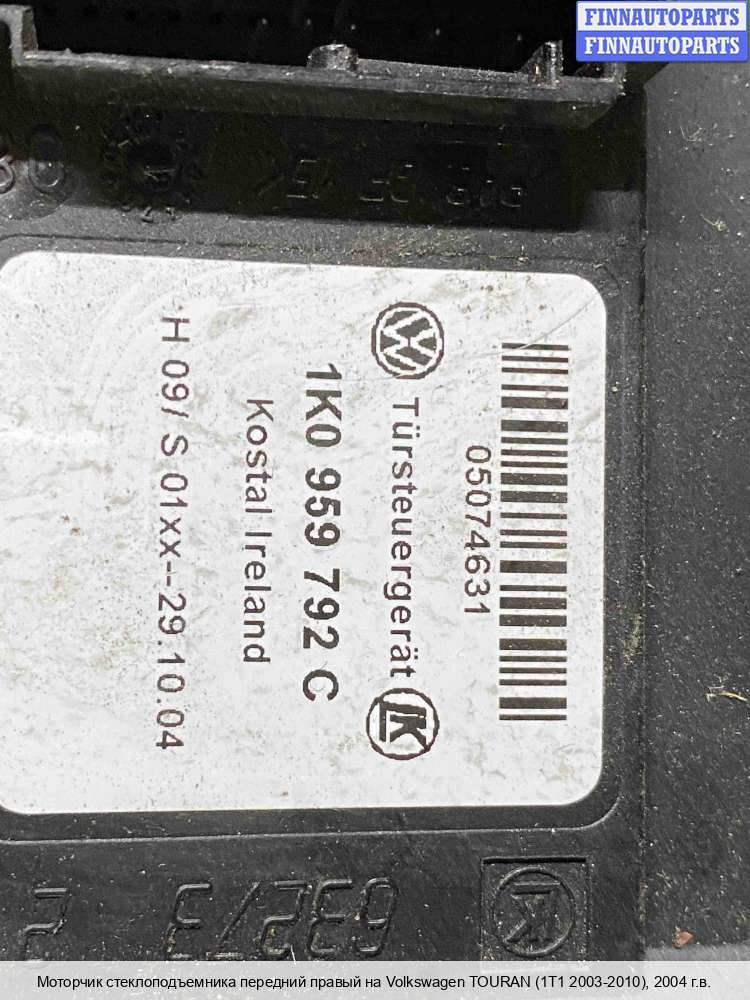 FINNAUTOPARTS
FINNAUTOPARTS
05074631
Türsteuergerät
1K0 959 792 C
Kostal Ireland
H 09/ S 01xx--29.10.04
63273
Моторчик стеклоподъемника передний правый на Volkswagen TOURAN (1T1 2003-2010), 2004 г.в.